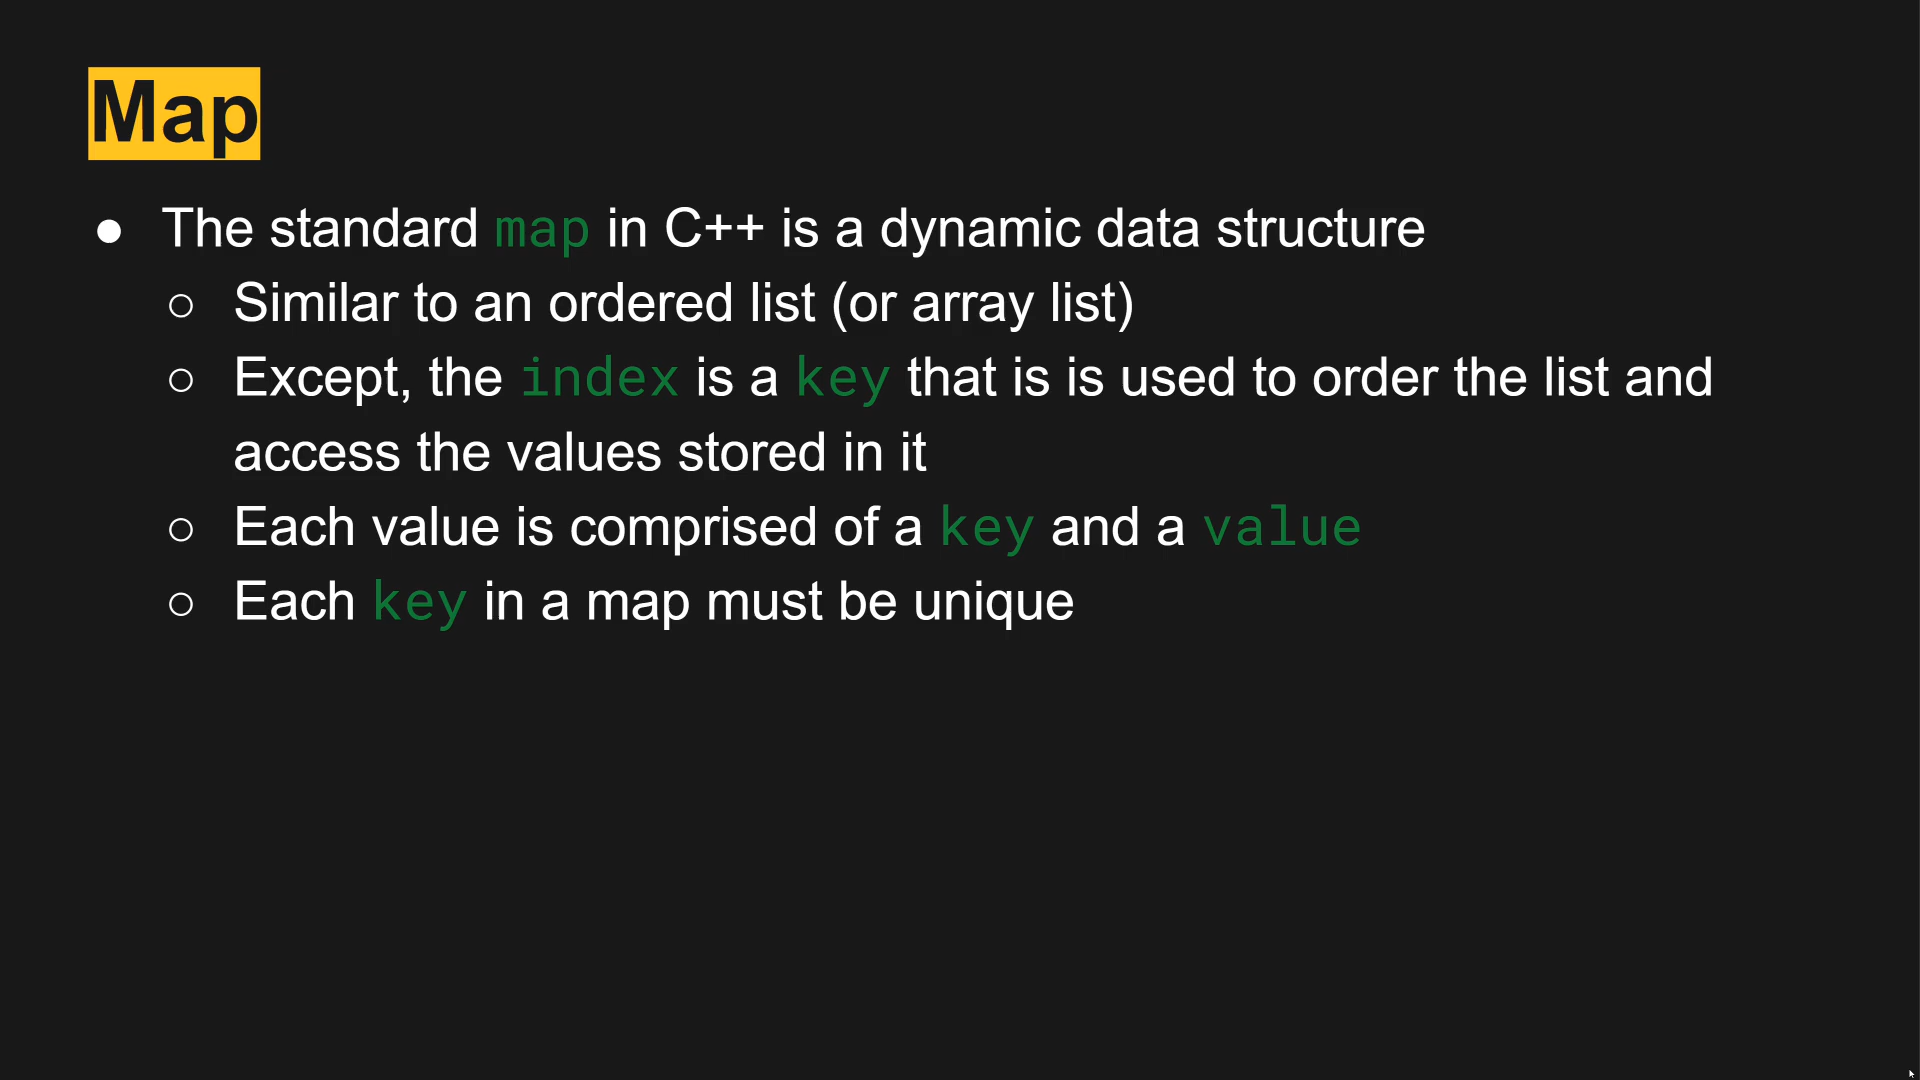 Map
● The standard map in C++ is a dynamic data structure
○ Similar to an ordered list (or array list)
○ Except, the index is a key that is is used to order the list and
access the values stored in it
○ Each value is comprised of a key and a value
○ Each key in a map must be unique